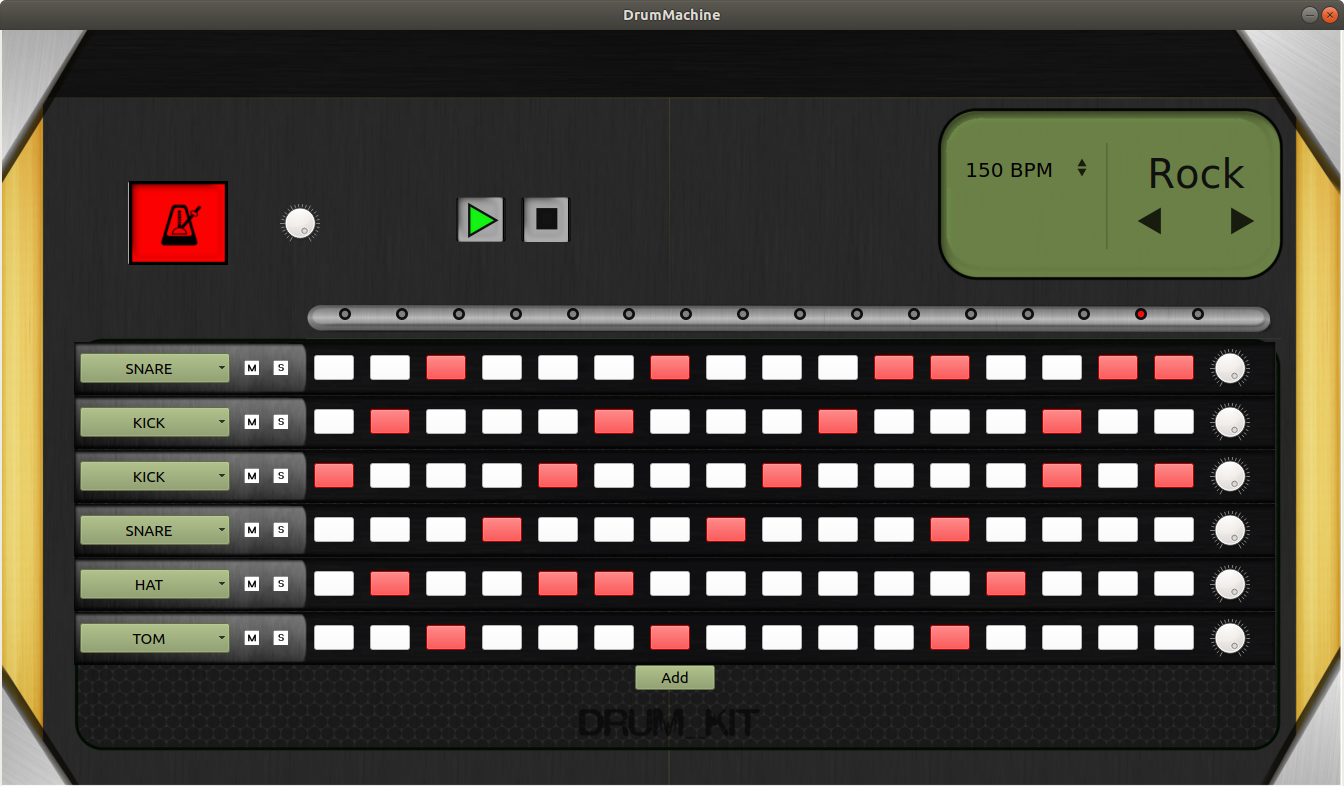 DrumMachine
150 BPM
Rock
SNARE M S
KICK M S
KICK M S
SNARE M S
HAT M S
TOM M S
Add
DRUM_KIT